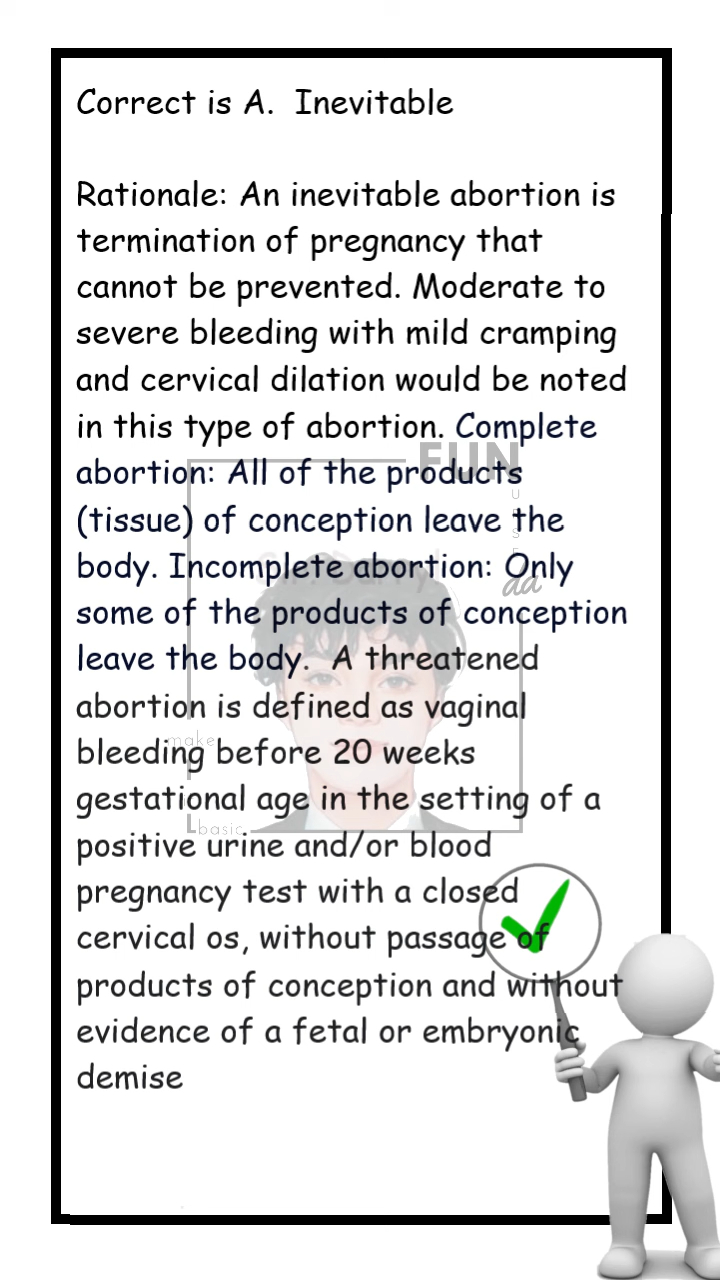 Correct is A.  Inevitable
Rationale: An inevitable abortion is
termination of pregnancy that
cannot be prevented. Moderate to
severe bleeding with mild cramping
and cervical dilation would be noted
in this type of abortion. Complete
FUN
abortion: All of the products
(tissue) of conception leave the
body. Incomplete abortion: Only
da
some of the products of conception
leave the body.  A threatened
abortion is defined as vaginal
make
bleeding before 20 weeks
gestational age in the setting of a
basic
positive urine and/or blood
pregnancy test with a closed
cervical os, without passage of
products of conception and without
evidence of a fetal or embryonic
demise